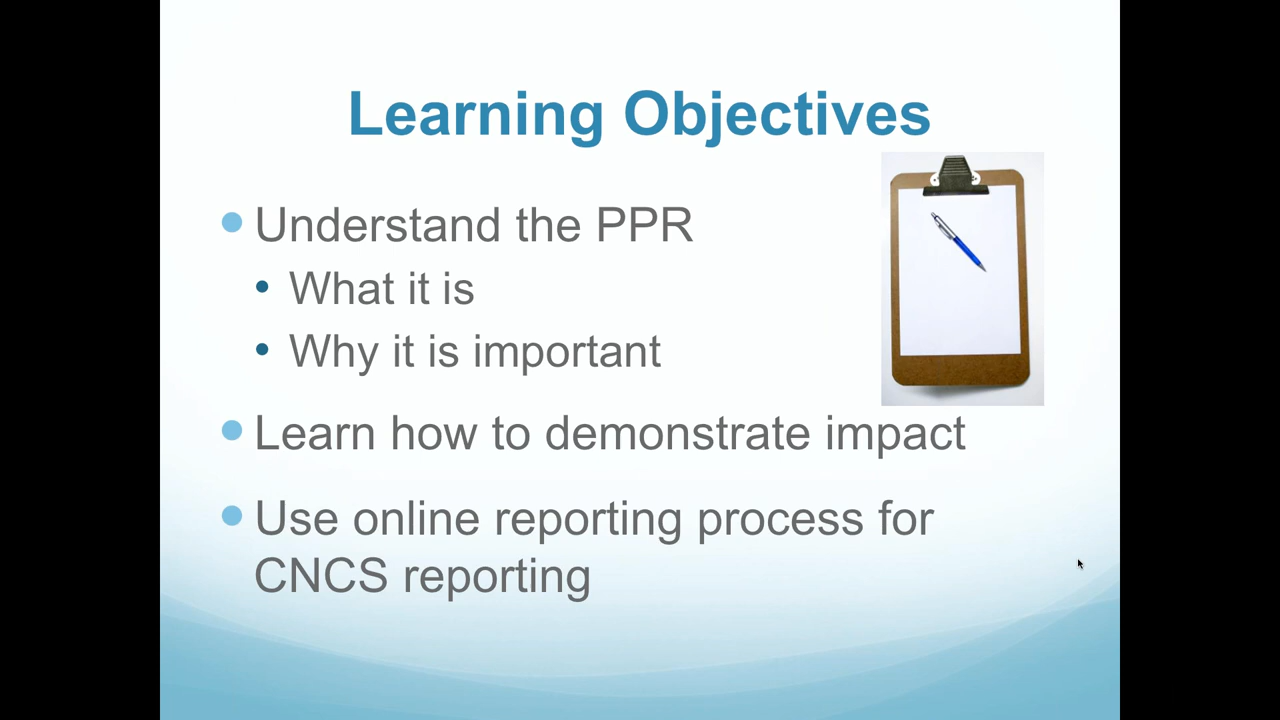 Learning Objectives
Understand the PPR
What it is
Why it is important
Learn how to demonstrate impact
Use online reporting process for
CNCS reporting